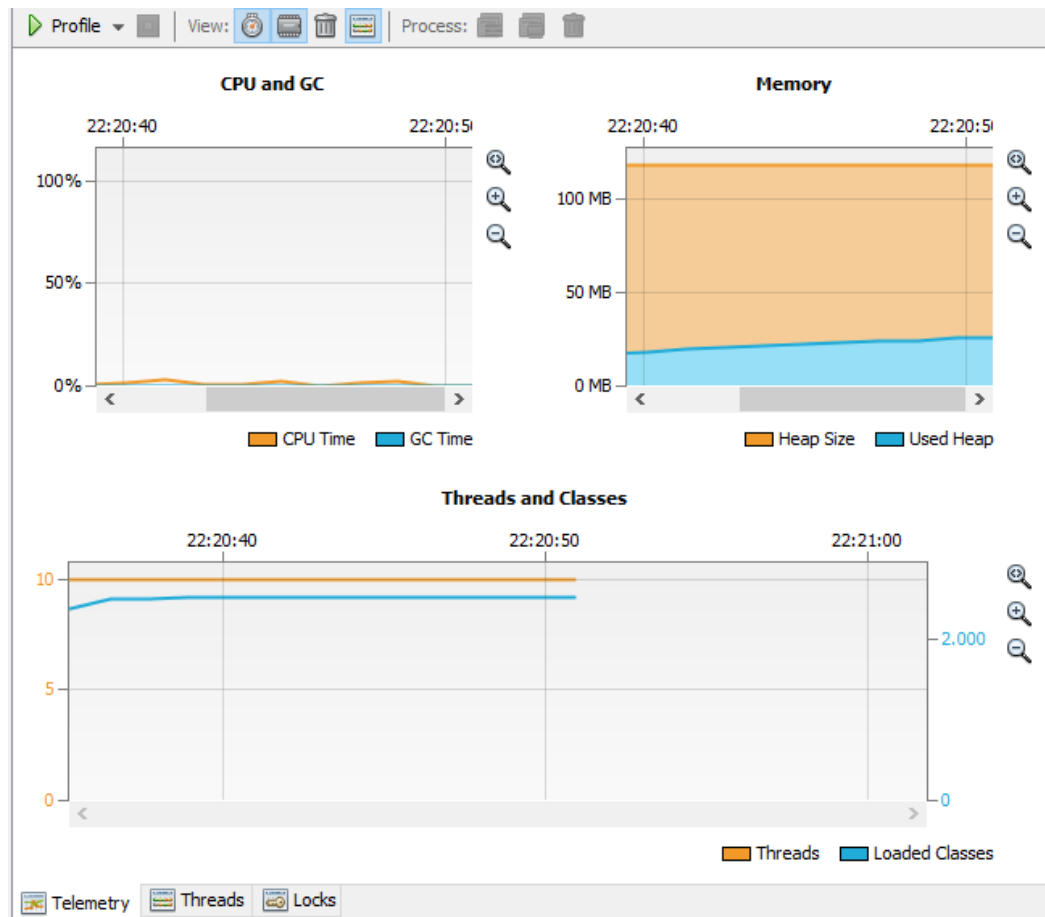 Profile View: Process:
CPU and GC
22:20:40 22:20:5
100%
50%
0%
CPU Time GC Time
Memory
22:20:40 22:20:5
100 MB
50 MB
0 MB
Heap Size Used Heap
Threads and Classes
22:20:40 22:20:50 22:21:00
10
5
0
2.000
0
Threads Loaded Classes
Telemetry Threads Locks